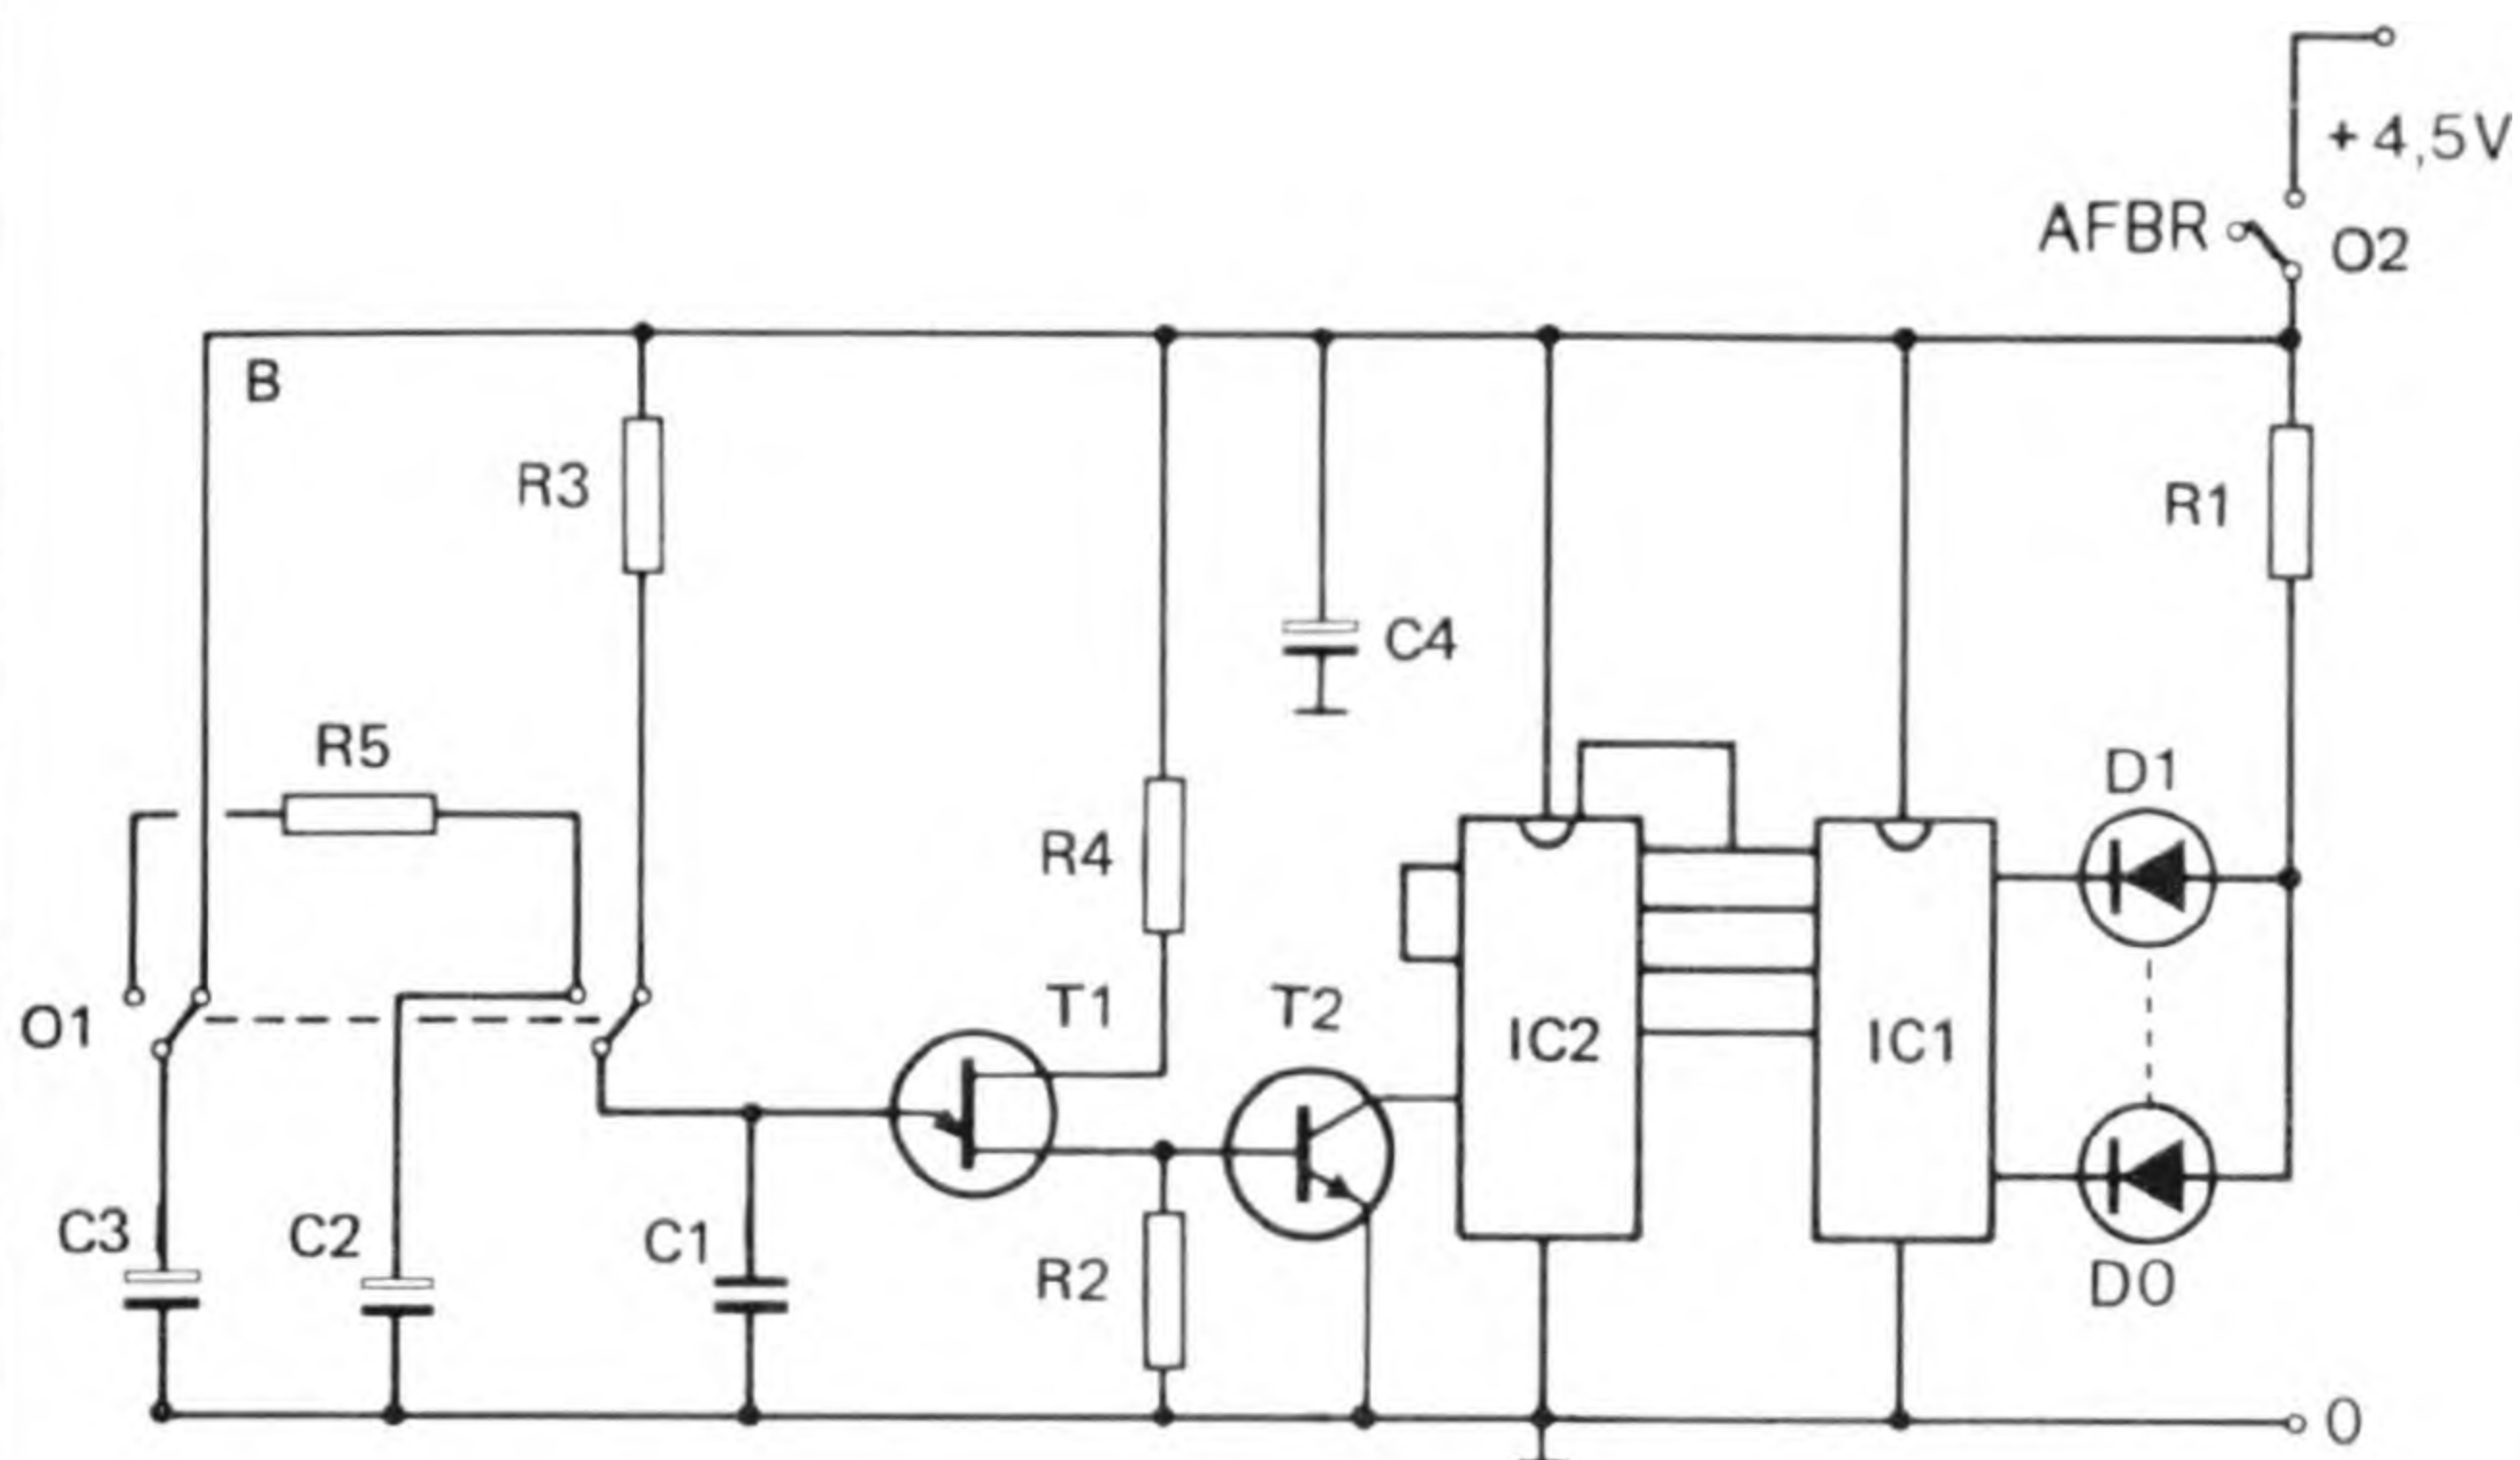 + 4,5V
AFBR
O2
B
R3
R1
C4
R5
D1
R4
O1
T1
T2
IC2
IC1
C3
C2
C1
R2
D0
0